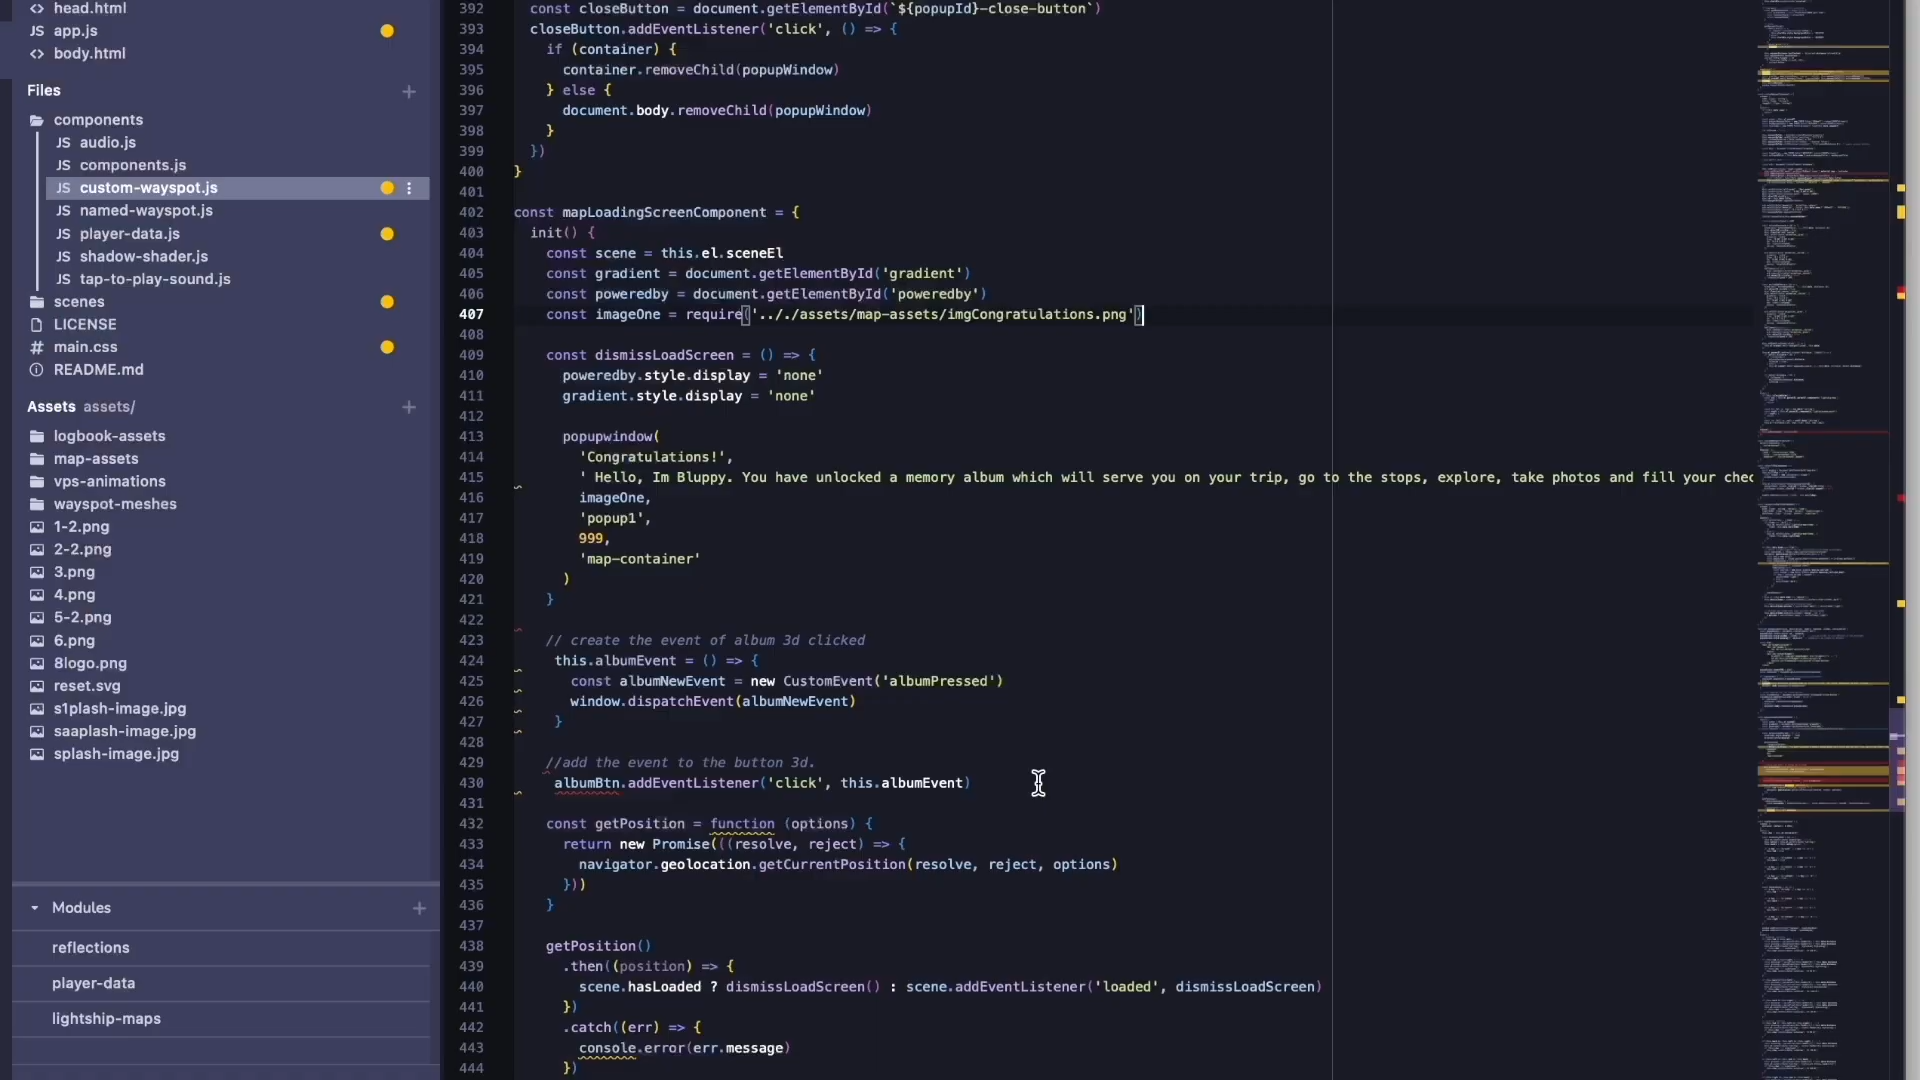 <> head.html
JS app.js
<> body.html
Files +
components
JS audio.js
JS components.js
JS custom-wayspot.js
JS named-wayspot.js
JS player-data.js
JS shadow-shader.js
JS tap-to-play-sound.js
scenes
LICENSE
# main.css
README.md
Assets assets/ +
logbook-assets
map-assets
vps-animations
wayspot-meshes
1-2.png
2-2.png
3.png
4.png
5-2.png
6.png
8logo.png
reset.svg
s1plash-image.jpg
saaplash-image.jpg
splash-image.jpg
Modules +
reflections
player-data
lightship-maps
392 const closeButton = document.getElementById(`${popupId}-close-button`)
393 closeButton.addEventListener('click', () => {
394 if (container) {
395 container.removeChild(popupWindow)
396 } else {
397 document.body.removeChild(popupWindow)
398 }
399 })
400 }
401
402 const mapLoadingScreenComponent = {
403 init() {
404 const scene = this.el.sceneEl
405 const gradient = document.getElementById('gradient')
406 const poweredby = document.getElementById('poweredby')
407 const imageOne = require('.././assets/map-assets/imgCongratulations.png')
408
409 const dismissLoadScreen = () => {
410 poweredby.style.display = 'none'
411 gradient.style.display = 'none'
412
413 popupwindow(
414 'Congratulations!',
415 ' Hello, Im Bluppy. You have unlocked a memory album which will serve you on your trip, go to the stops, explore, take photos and fill your chec
416 imageOne,
417 'popup1',
418 999,
419 'map-container'
420 )
421 }
422
423 // create the event of album 3d clicked
424 this.albumEvent = () => {
425 const albumNewEvent = new CustomEvent('albumPressed')
426 window.dispatchEvent(albumNewEvent)
427 }
428
429 //add the event to the button 3d.
430 albumBtn.addEventListener('click', this.albumEvent)
431
432 const getPosition = function (options) {
433 return new Promise(((resolve, reject) => {
434 navigator.geolocation.getCurrentPosition(resolve, reject, options)
435 }))
436 }
437
438 getPosition()
439 .then((position) => {
440 scene.hasLoaded ? dismissLoadScreen() : scene.addEventListener('loaded', dismissLoadScreen)
441 })
442 .catch((err) => {
443 console.error(err.message)
444 })